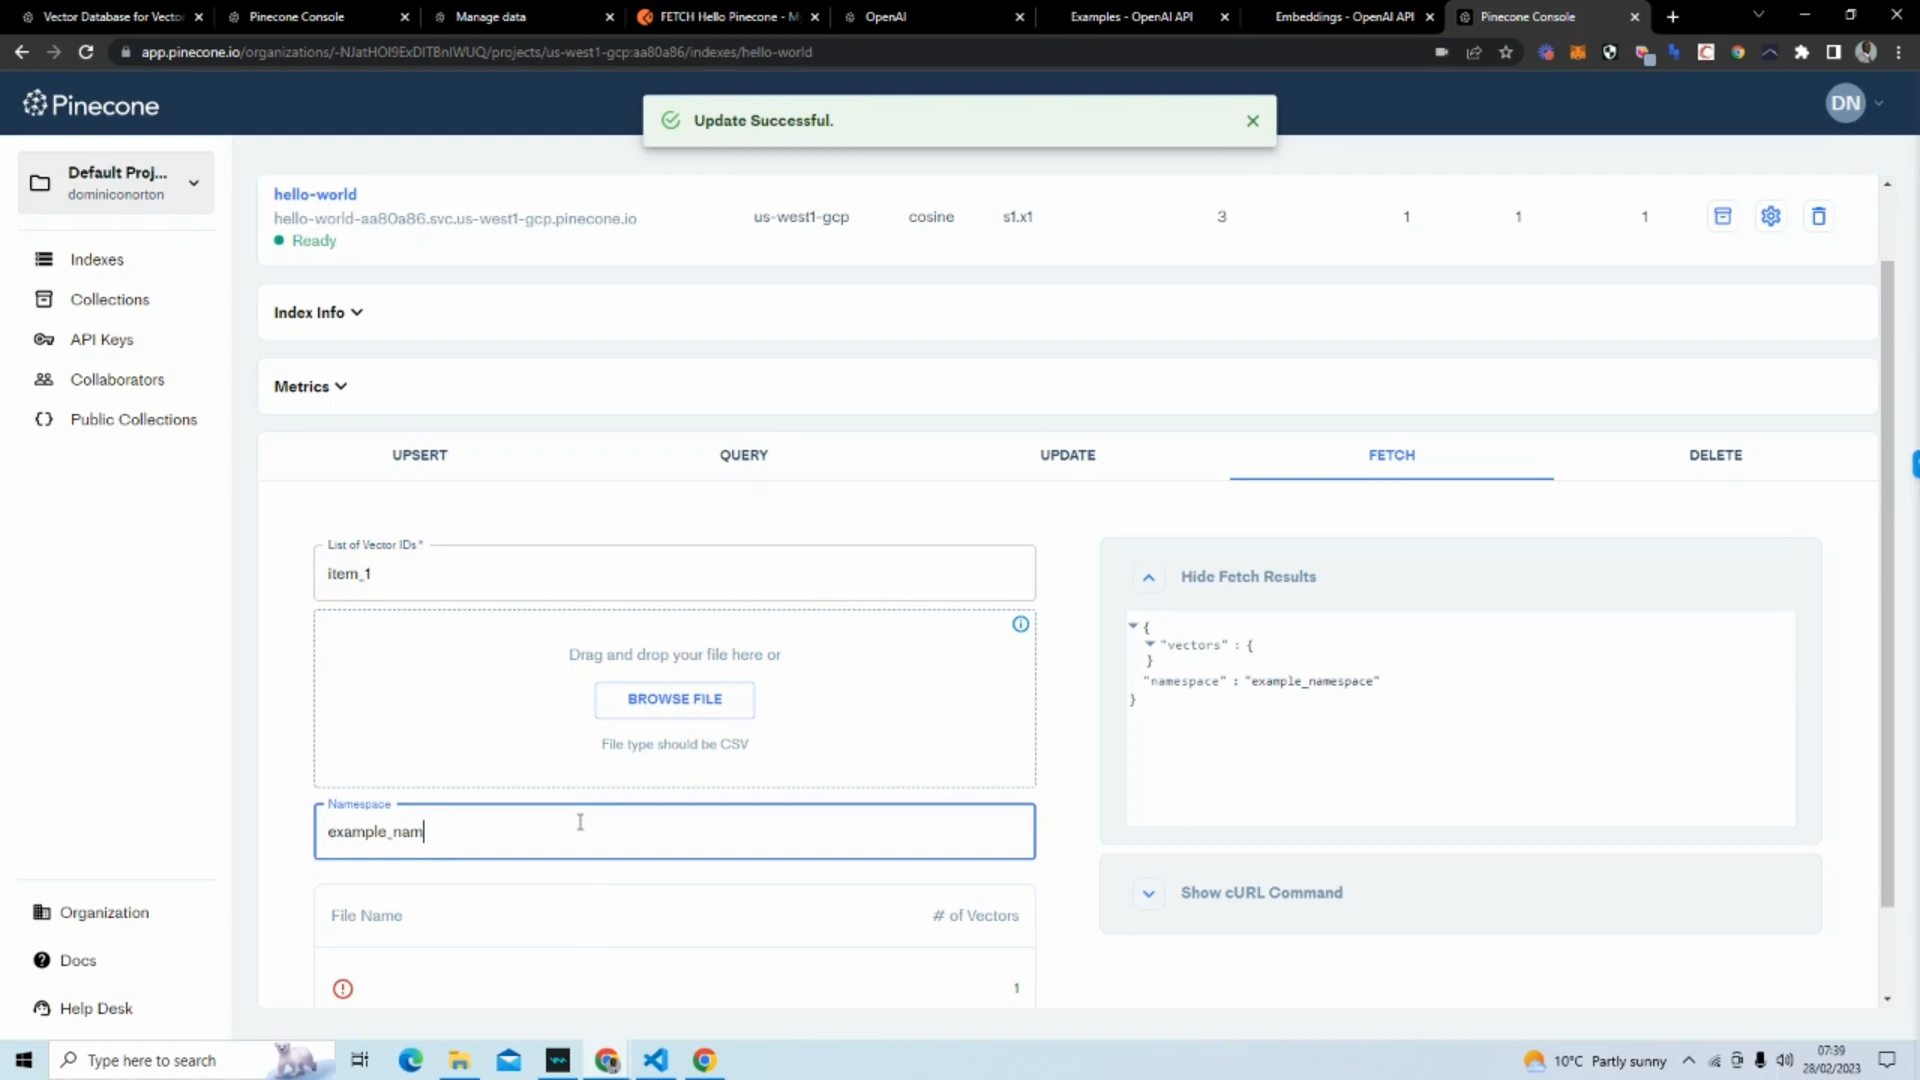 Vector Database for Vector
Pinecone Console
Manage data
FETCH Hello Pinecone - M
OpenAI
Examples - OpenAI API
Embeddings - OpenAI API
Pinecone Console
app.pinecone.io/organizations/-NJatHOI9ExDITBnIWUQ/projects/us-west1-gcp:aa80a86/indexes/hello-world
Pinecone
Update Successful.
DN
Default Proj...
dominiconorton
Indexes
Collections
API Keys
Collaborators
Public Collections
Organization
Docs
Help Desk
hello-world
hello-world-aa80a86.svc.us-west1-gcp.pinecone.io us-west1-gcp cosine s1.x1 3 1 1 1
Ready
Index Info
Metrics
UPSERT QUERY UPDATE FETCH DELETE
List of Vector IDs*
item_1
Drag and drop your file here or
BROWSE FILE
File type should be CSV
Namespace
example_nam
File Name # of Vectors
1
Hide Fetch Results
{
"vectors" : {
}
"namespace" : "example_namespace"
}
Show cURL Command
Type here to search
10°C Partly sunny
07:39
28/02/2023